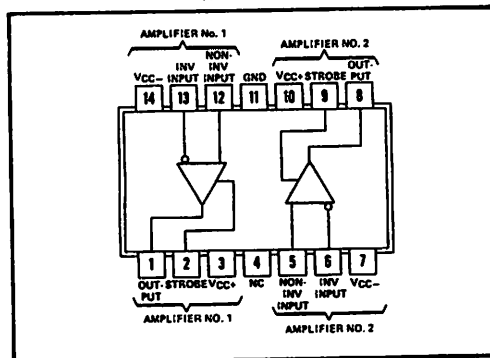 AMPLIFIER No. 1
AMPLIFIER NO. 2
VCC–
INV INPUT
NON-INV INPUT
GND
VCC+
STROBE
OUT-PUT
14
13
12
11
10
9
8
1
2
3
4
5
6
7
OUT-PUT
STROBE
VCC+
NC
NON-INV INPUT
INV INPUT
VCC–
AMPLIFIER NO. 1
AMPLIFIER NO. 2